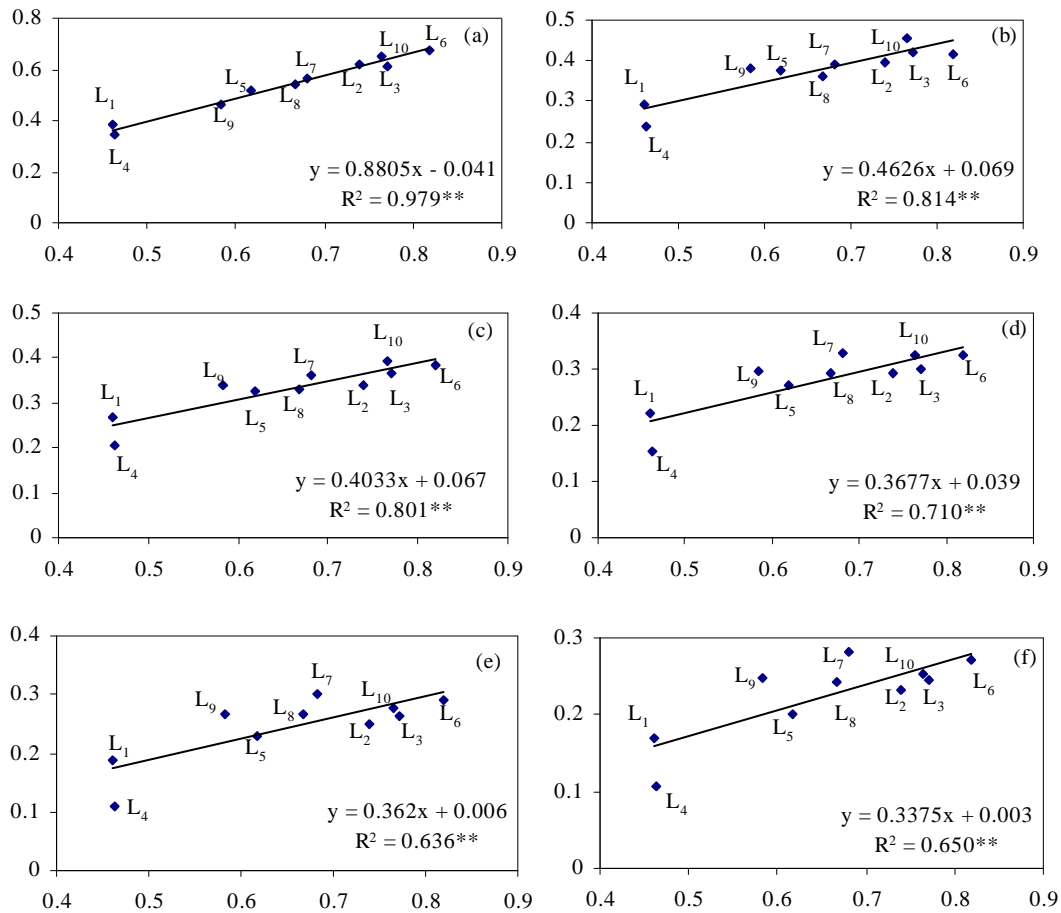 0.8
0.6
0.4
0.2
0
0.4 0.5 0.6 0.7 0.8 0.9
(a)
L1
L4
L9
L5
L8
L7
L2
L10
L3
L6
y = 0.8805x - 0.041
R² = 0.979**
0.5
0.4
0.3
0.2
0.1
0
0.4 0.5 0.6 0.7 0.8 0.9
(b)
L1
L4
L9
L5
L8
L7
L2
L10
L3
L6
y = 0.4626x + 0.069
R² = 0.814**
0.5
0.4
0.3
0.2
0.1
0
0.4 0.5 0.6 0.7 0.8 0.9
(c)
L1
L4
L9
L5
L8
L7
L2
L10
L3
L6
y = 0.4033x + 0.067
R² = 0.801**
0.4
0.3
0.2
0.1
0
0.4 0.5 0.6 0.7 0.8 0.9
(d)
L1
L4
L9
L5
L8
L7
L2
L10
L3
L6
y = 0.3677x + 0.039
R² = 0.710**
0.4
0.3
0.2
0.1
0
0.4 0.5 0.6 0.7 0.8 0.9
(e)
L1
L4
L9
L5
L8
L7
L2
L10
L3
L6
y = 0.362x + 0.006
R² = 0.636**
0.3
0.2
0.1
0
0.4 0.5 0.6 0.7 0.8 0.9
(f)
L1
L4
L9
L5
L8
L7
L2
L10
L3
L6
y = 0.3375x + 0.003
R² = 0.650**